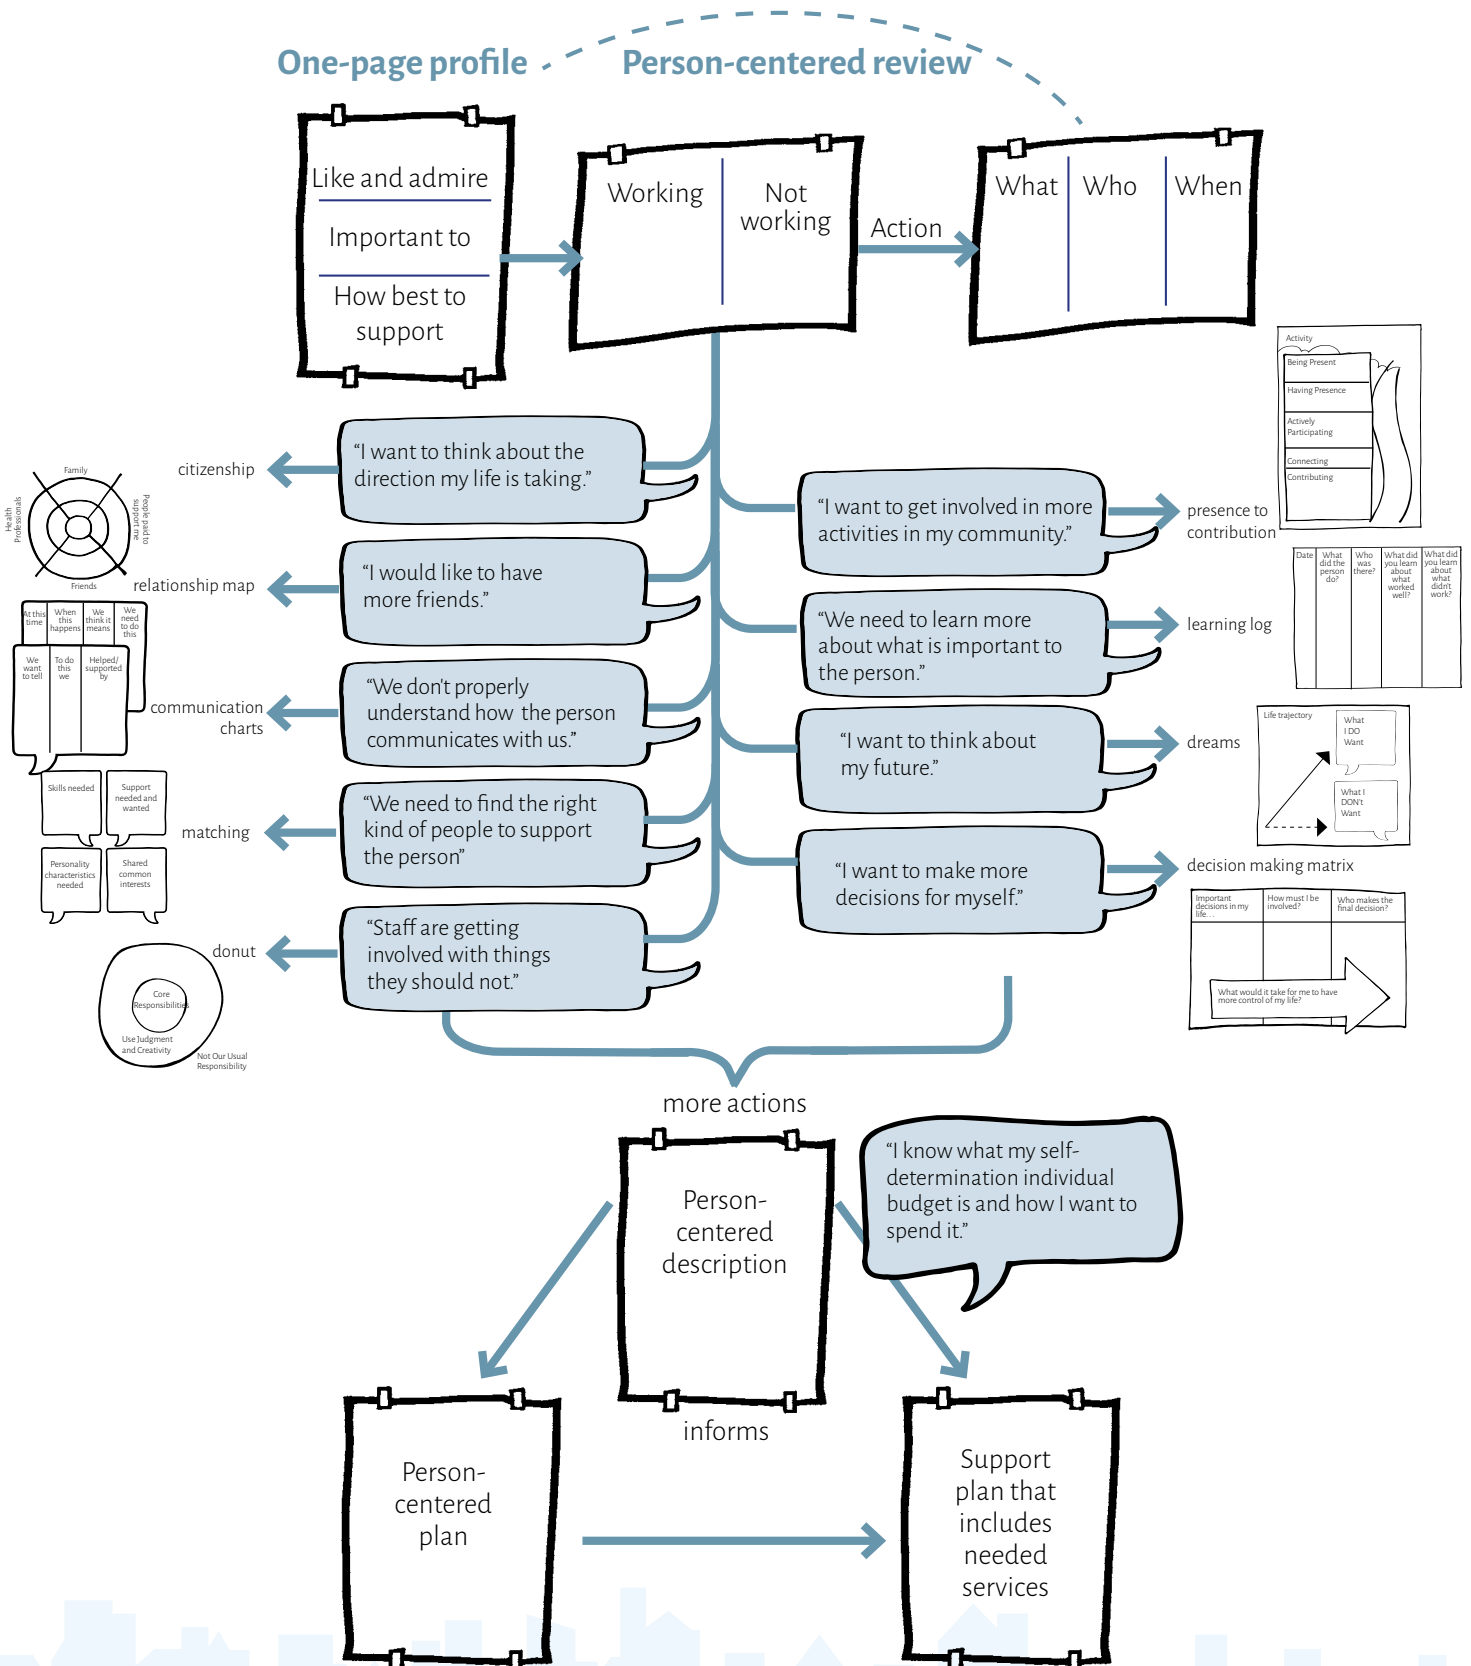 One-page profile
Person-centered review
Like and admire
Important to
How best to
support
Working
Not
working
Action
What
Who
When
"I want to think about the
direction my life is taking."
citizenship
Family
Health
Professionals
People paid to
support me
Friends
"I would like to have
more friends."
relationship map
At this
time
When
this
happens
We
think it
means
We
need
to do
this
We
want
to tell
To do
this
we
Helped/
supported
by
"We don't properly
understand how  the person
communicates with us."
communication
charts
"We need to find the right
kind of people to support
the person"
matching
Skills needed
Support
needed and
wanted
Personality
characteristics
needed
Shared
common
interests
"Staff are getting
involved with things
they should not."
donut
Core
Responsibilities
Use Judgment
and Creativity
Not Our Usual
Responsibility
"I want to get involved in more
activities in my community."
presence to
contribution
Activity
Being Present
Having Presence
Actively
Participating
Connecting
Contributing
"We need to learn more
about what is important to
the person."
learning log
Date
What
did the
person
do?
Who
was
there?
What did
you learn
about
what
worked
well?
What did
you learn
about
what
didn't
work?
"I want to think about
my future."
dreams
Life trajectory
What
I DO
Want
What I
DON't
Want
"I want to make more
decisions for myself."
decision making matrix
Important
decisions in my
life. . .
How must I be
involved?
Who makes the
final decision?
What would it take for me to have
more control of my life?
more actions
Person-
centered
description
"I know what my self-
determination individual
budget is and how I want to
spend it."
informs
Person-
centered
plan
Support
plan that
includes
needed
services